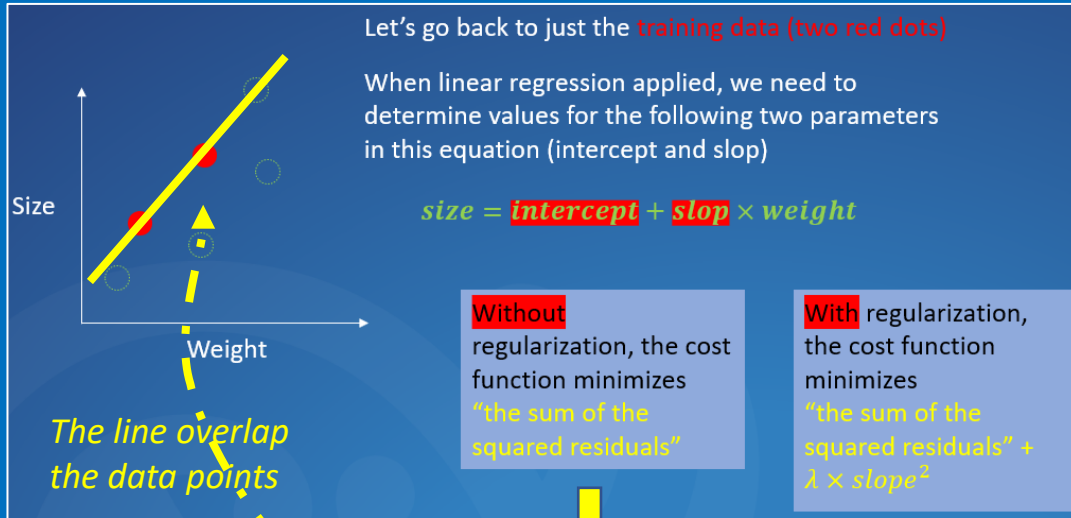 Let's go back to just the training data (two red dots)
When linear regression applied, we need to
determine values for the following two parameters
in this equation (intercept and slop)
Size
size = intercept + slop × weight
Weight
Without
regularization, the cost
function minimizes
"the sum of the
squared residuals"
With regularization,
the cost function
minimizes
"the sum of the
squared residuals" +
λ × slope²
The line overlap
the data points